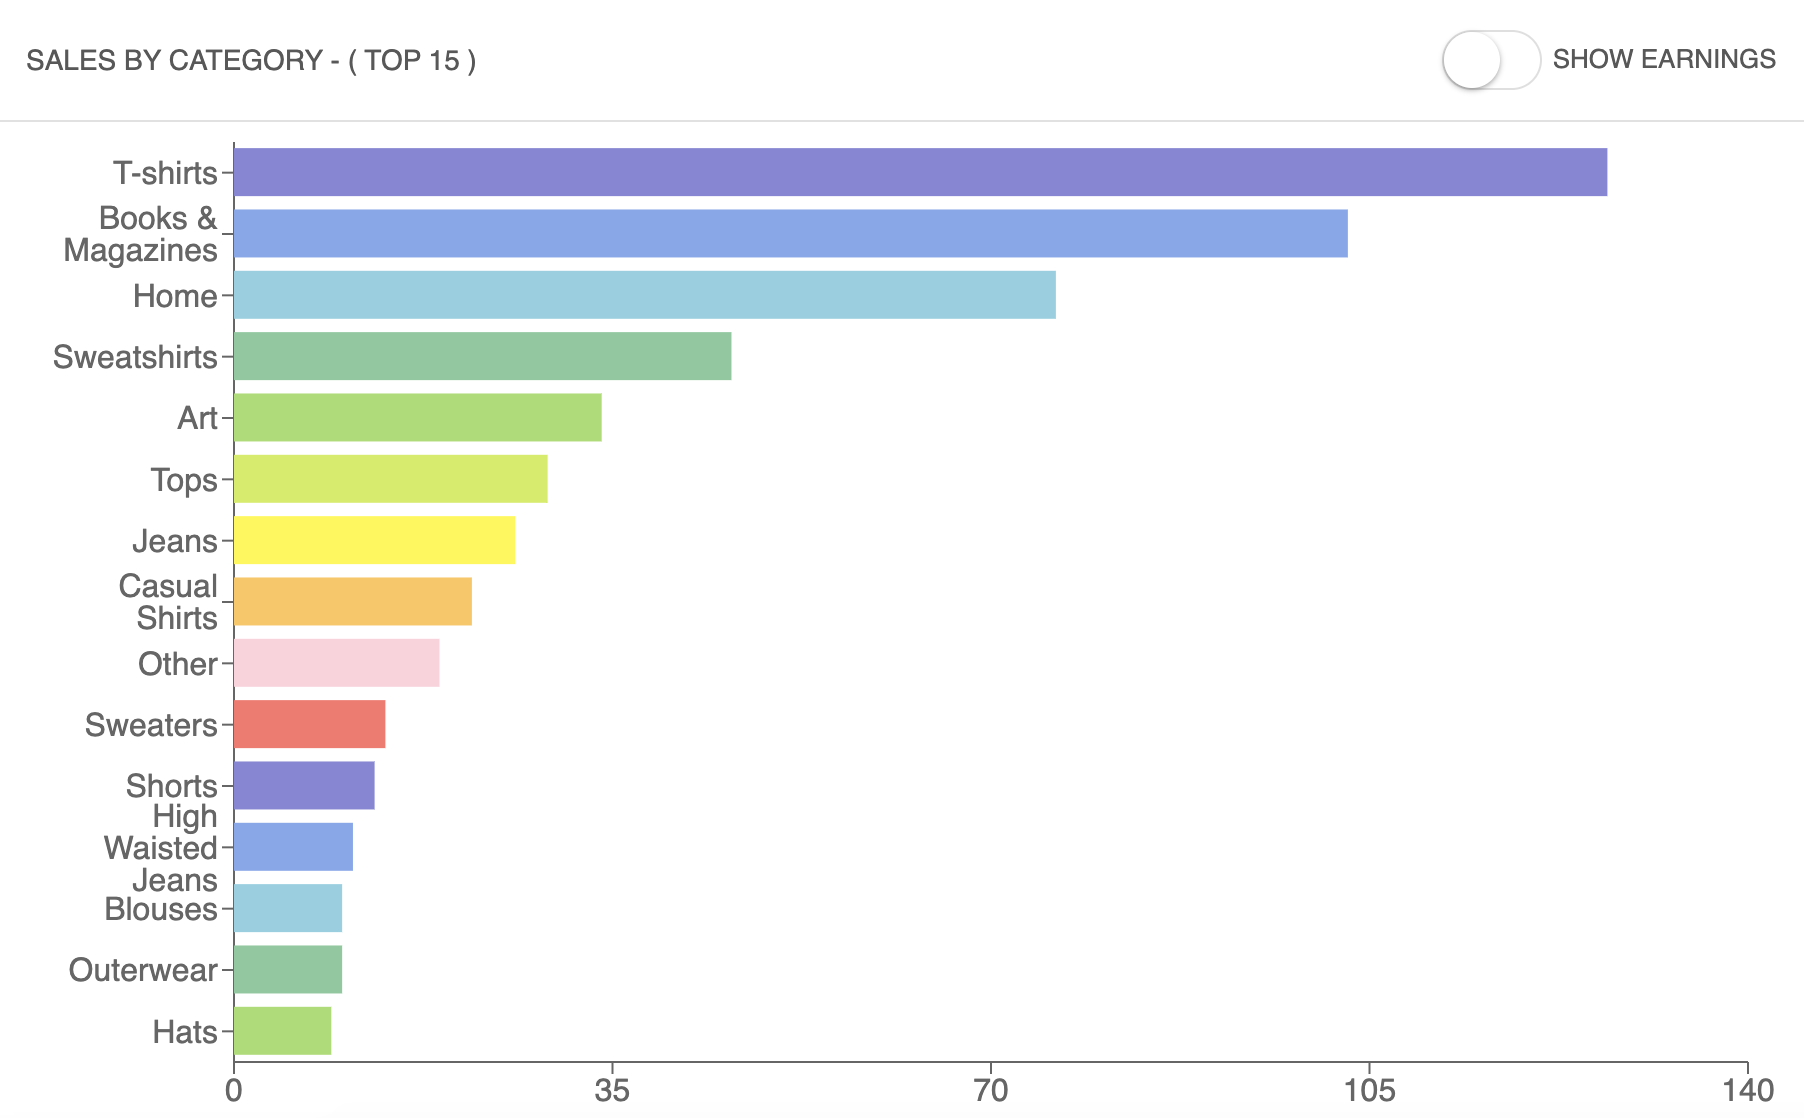 SALES BY CATEGORY - ( TOP 15 )
SHOW EARNINGS
T-shirts
Books &
Magazines
Home
Sweatshirts
Art
Tops
Jeans
Casual
Shirts
Other
Sweaters
Shorts
High
Waisted
Jeans
Blouses
Outerwear
Hats
0 35 70 105 140